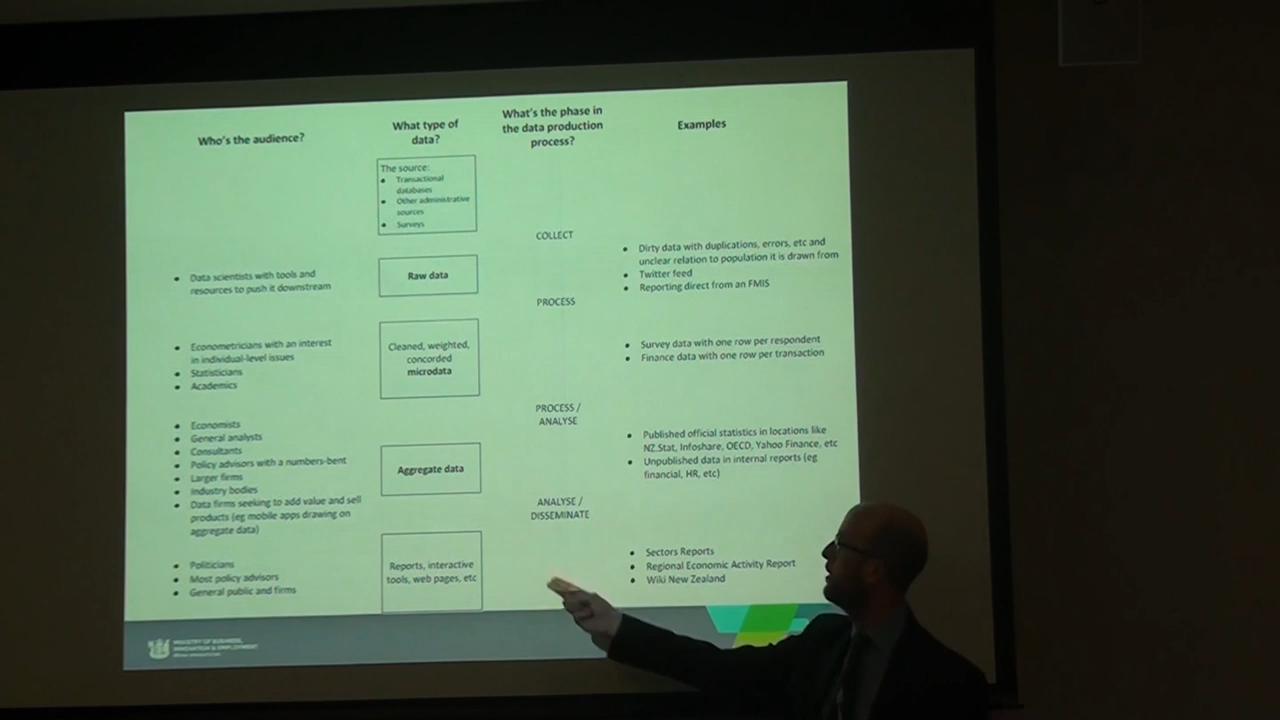 Who's the audience?
What type of
data?
What's the phase in
the data production
process?
Examples
The source:
• Transactional
databases
• Other administrative
sources
• Surveys
COLLECT
• Data scientists with tools and
resources to push it downstream
Raw data
• Dirty data with duplications, errors, etc and
unclear relation to population it is drawn from
• Twitter feed
• Reporting direct from an FMIS
PROCESS
• Econometricians with an interest
in individual-level issues
• Statisticians
• Academics
Cleaned, weighted,
concorded
microdata
• Survey data with one row per respondent
• Finance data with one row per transaction
PROCESS /
ANALYSE
• Economists
• General analysts
• Consultants
• Policy advisors with a numbers-bent
• Larger firms
• Industry bodies
• Data firms seeking to add value and sell
products (eg mobile apps drawing on
aggregate data)
Aggregate data
• Published official statistics in locations like
NZ.Stat, Infoshare, OECD, Yahoo Finance, etc
• Unpublished data in internal reports (eg
financial, HR, etc)
ANALYSE /
DISSEMINATE
• Politicians
• Most policy advisors
• General public and firms
Reports, interactive
tools, web pages, etc
• Sectors Reports
• Regional Economic Activity Report
• Wiki New Zealand
MINISTRY OF BUSINESS,
INNOVATION & EMPLOYMENT